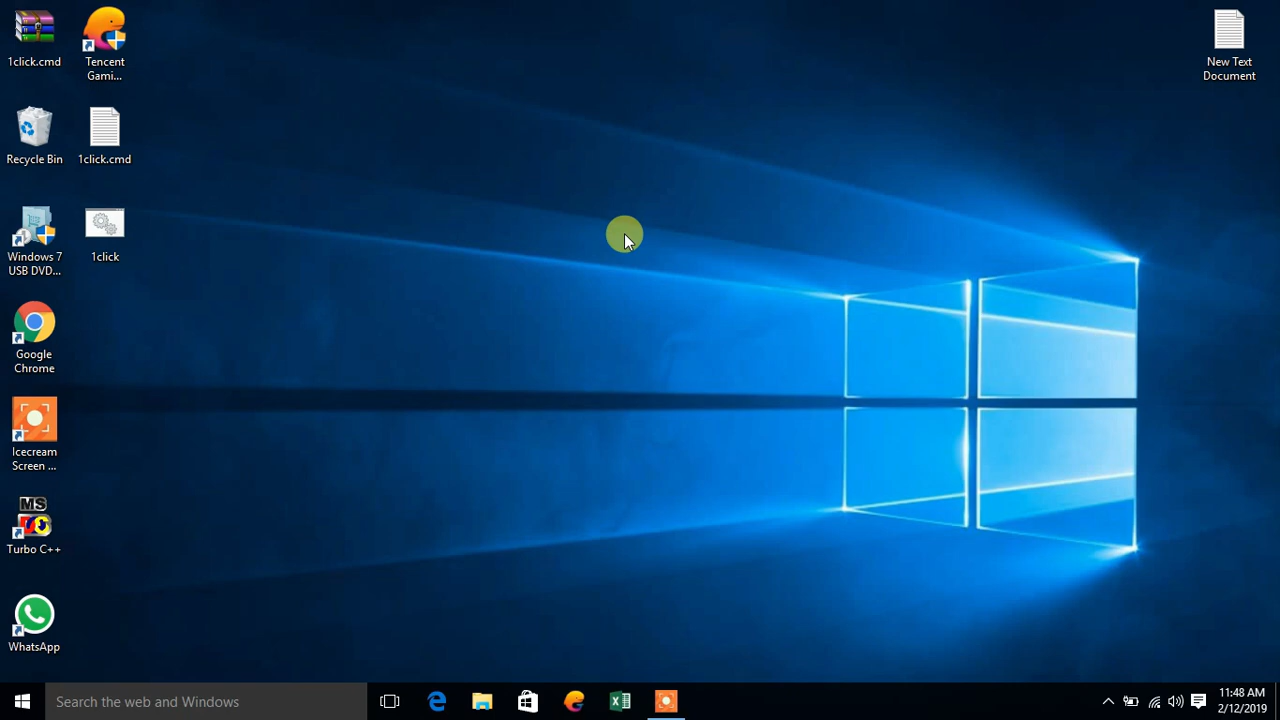 1click.cmd
Tencent
Gami...
Recycle Bin
1click.cmd
Windows 7
USB DVD...
1click
Google
Chrome
Icecream
Screen ...
MS
Turbo C++
WhatsApp
New Text
Document
Search the web and Windows
11:48 AM
2/12/2019